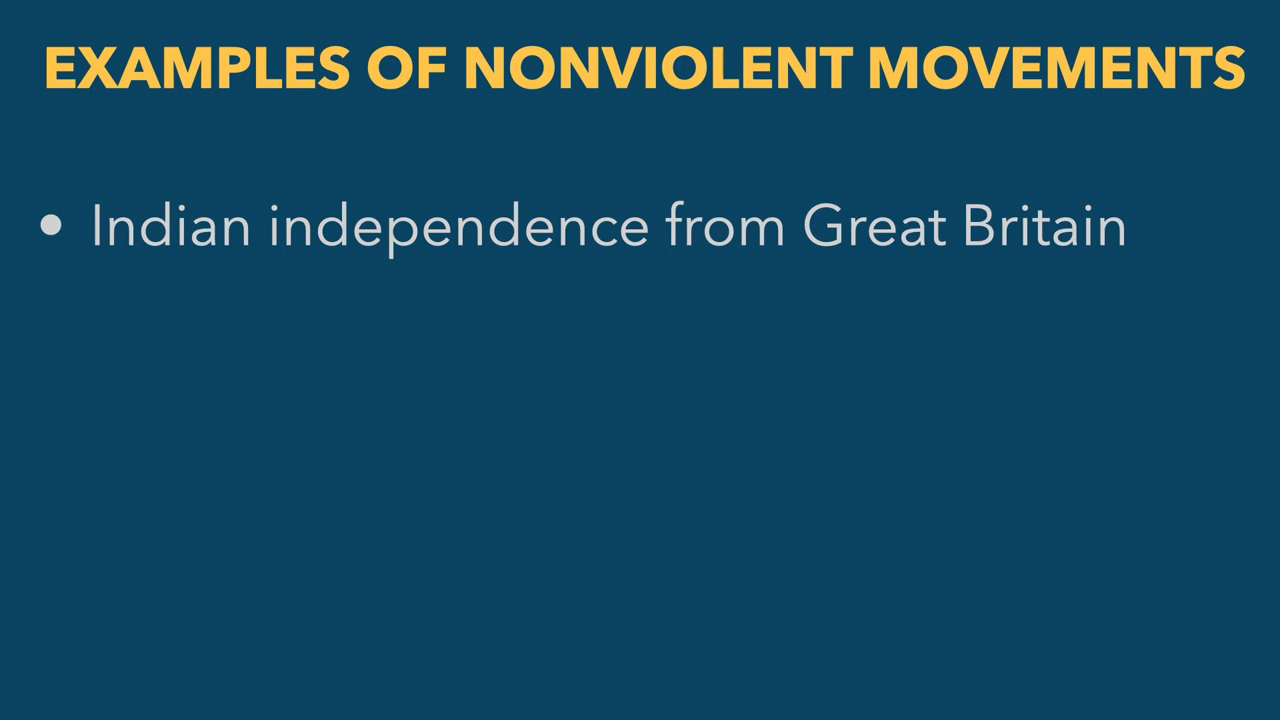 EXAMPLES OF NONVIOLENT MOVEMENTS
• Indian independence from Great Britain